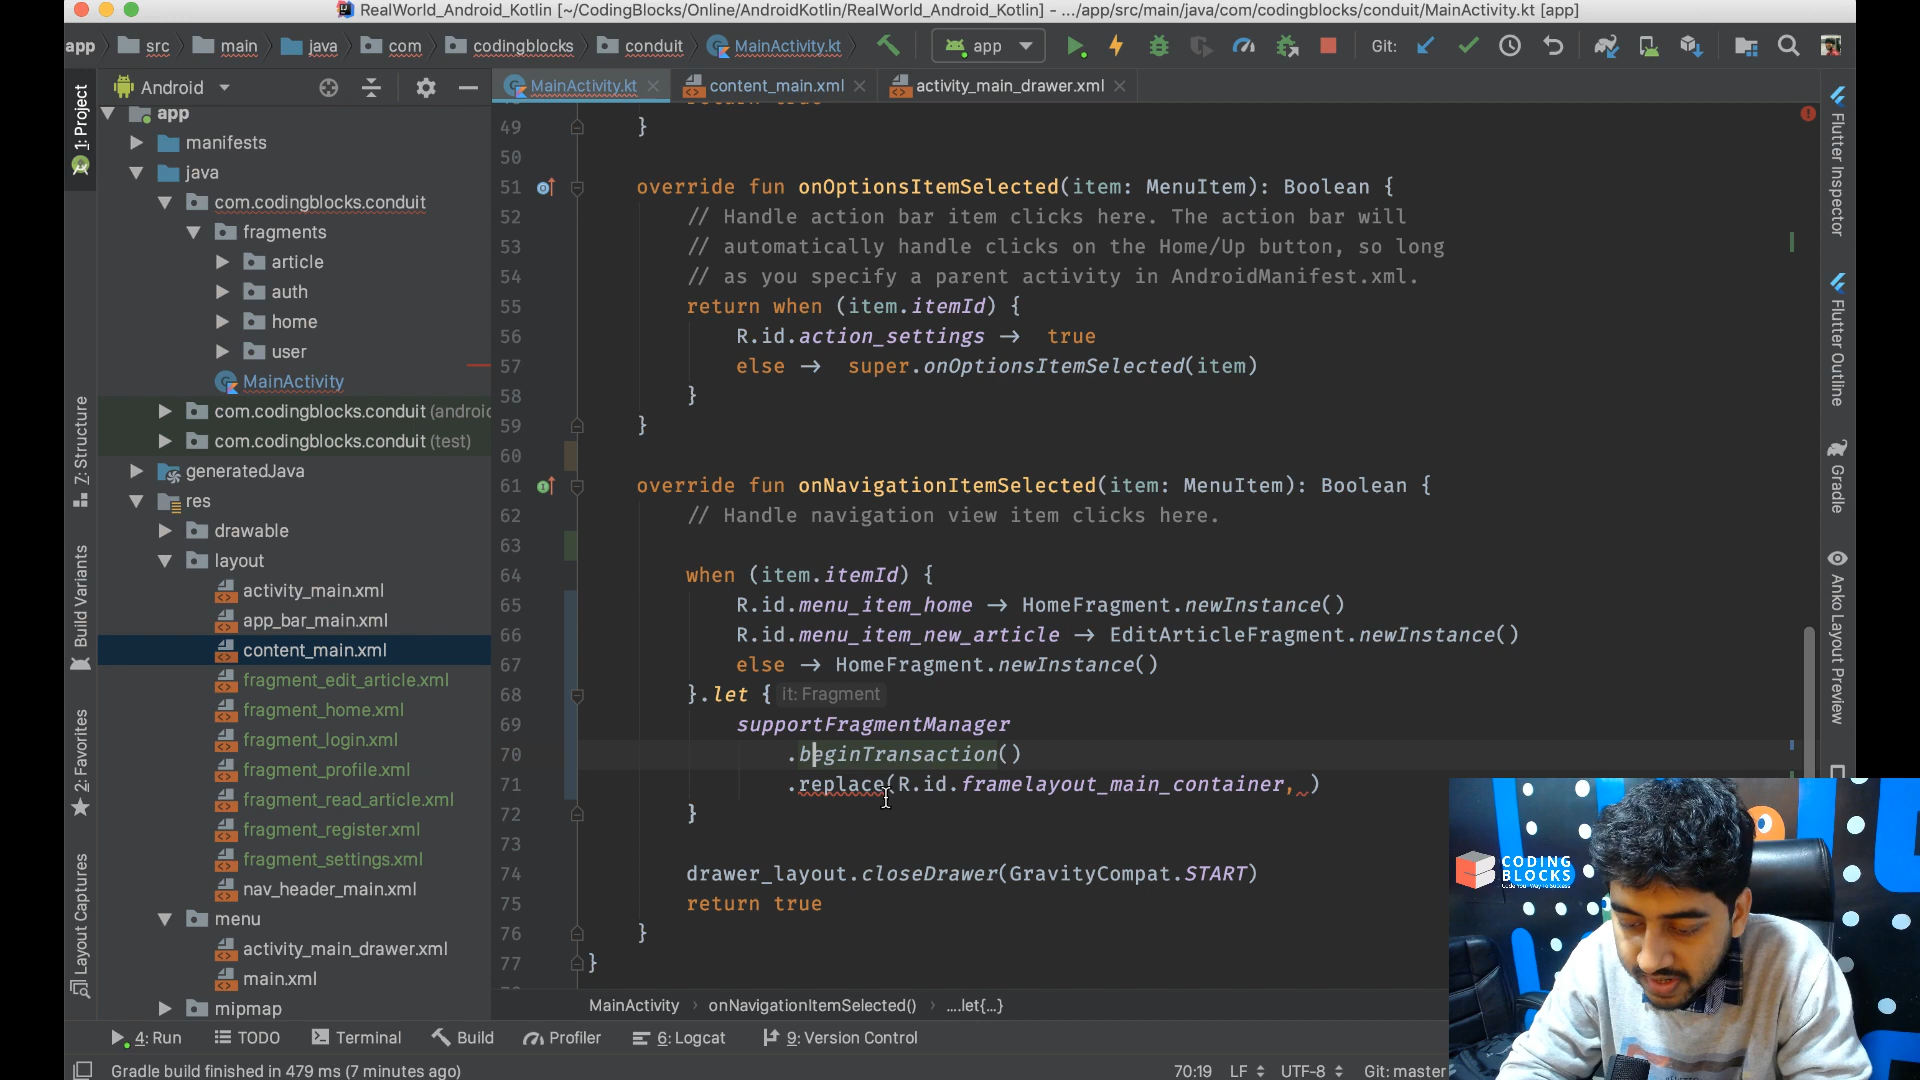 RealWorld_Android_Kotlin [~/CodingBlocks/Online/AndroidKotlin/RealWorld_Android_Kotlin] - .../app/src/main/java/com/codingblocks/conduit/MainActivity.kt [app]
app src main java com codingblocks conduit MainActivity.kt app Git:
Android MainActivity.kt content_main.xml activity_main_drawer.xml
1: Project
7: Structure
Build Variants
2: Favorites
Layout Captures
app
manifests
java
com.codingblocks.conduit
fragments
article
auth
home
user
MainActivity
com.codingblocks.conduit (android
com.codingblocks.conduit (test)
generatedJava
res
drawable
layout
activity_main.xml
app_bar_main.xml
content_main.xml
fragment_edit_article.xml
fragment_home.xml
fragment_login.xml
fragment_profile.xml
fragment_read_article.xml
fragment_register.xml
fragment_settings.xml
nav_header_main.xml
menu
activity_main_drawer.xml
main.xml
mipmap
return true
49 }
50
51 override fun onOptionsItemSelected(item: MenuItem): Boolean {
52 // Handle action bar item clicks here. The action bar will
53 // automatically handle clicks on the Home/Up button, so long
54 // as you specify a parent activity in AndroidManifest.xml.
55 return when (item.itemId) {
56 R.id.action_settings → true
57 else → super.onOptionsItemSelected(item)
58 }
59 }
60
61 override fun onNavigationItemSelected(item: MenuItem): Boolean {
62 // Handle navigation view item clicks here.
63
64 when (item.itemId) {
65 R.id.menu_item_home → HomeFragment.newInstance()
66 R.id.menu_item_new_article → EditArticleFragment.newInstance()
67 else → HomeFragment.newInstance()
68 }.let { it: Fragment
69 supportFragmentManager
70 .beginTransaction()
71 .replace(R.id.framelayout_main_container, )
72 }
73
74 drawer_layout.closeDrawer(GravityCompat.START)
75 return true
76 }
77 }
MainActivity › onNavigationItemSelected() › ....let{...}
Flutter Inspector
Flutter Outline
Gradle
Anko Layout Preview
CODING
BLOCKS
Code Your Way To Success
4: Run TODO Terminal Build Profiler 6: Logcat 9: Version Control
Gradle build finished in 479 ms (7 minutes ago) 70:19 LF UTF-8 Git: master